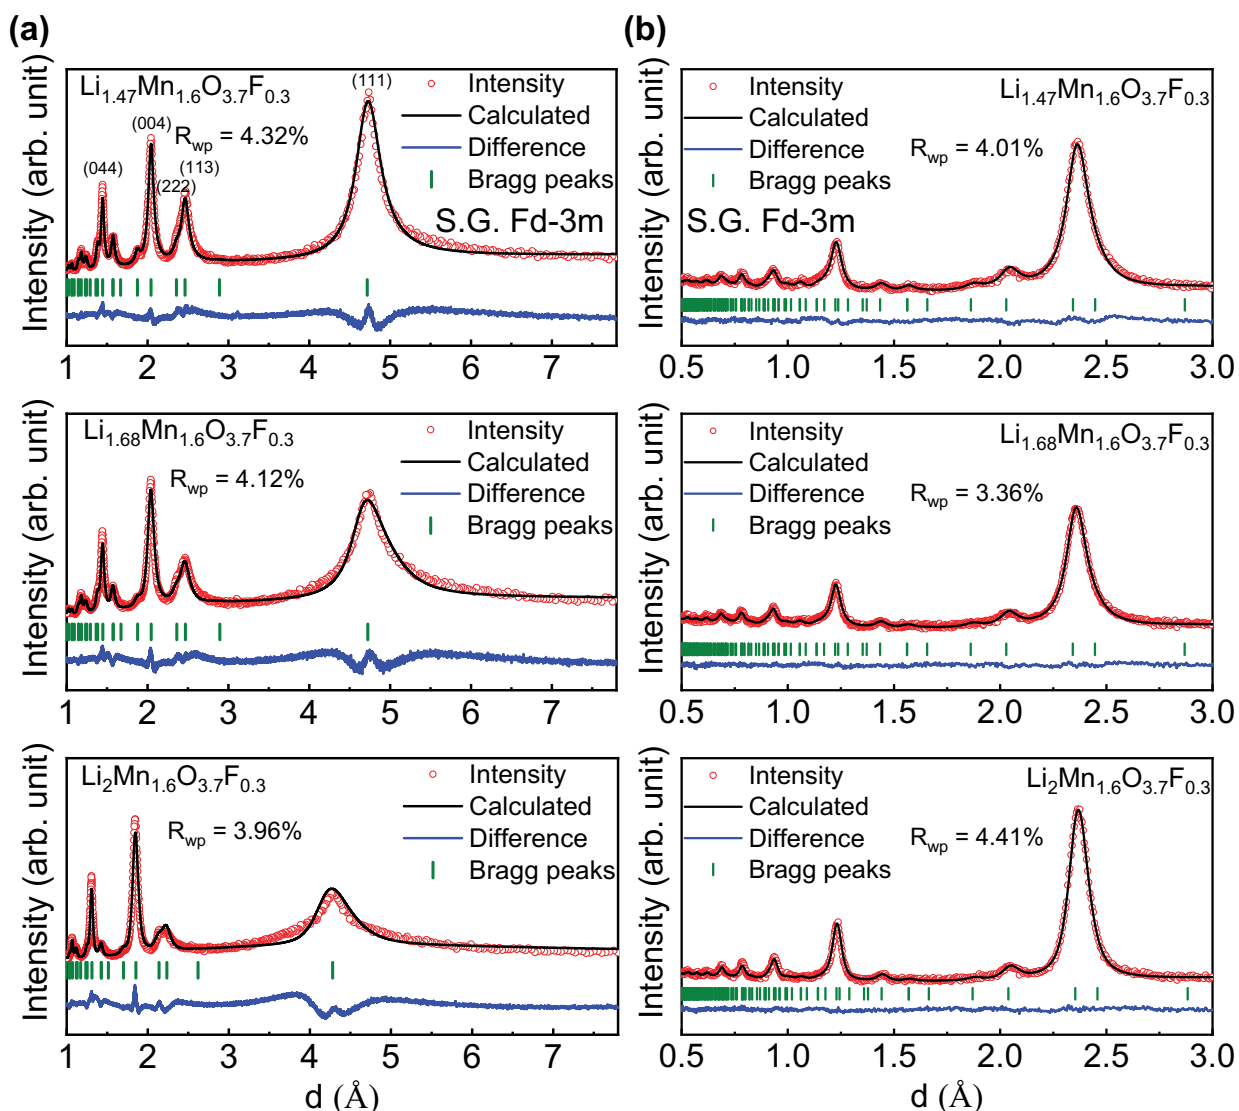 (a)
(b)
Intensity (arb. unit)
Li1.47Mn1.6O3.7F0.3
Rwp = 4.32%
(044)
(004)
(222)
(113)
(111)
Intensity
Calculated
Difference
Bragg peaks
S.G. Fd-3m
1 2 3 4 5 6 7
d (Å)
Intensity (arb. unit)
Intensity
Calculated
Difference
Bragg peaks
S.G. Fd-3m
Li1.47Mn1.6O3.7F0.3
Rwp = 4.01%
0.5 1.0 1.5 2.0 2.5 3.0
d (Å)
Intensity (arb. unit)
Li1.68Mn1.6O3.7F0.3
Rwp = 4.12%
Intensity
Calculated
Difference
Bragg peaks
1 2 3 4 5 6 7
d (Å)
Intensity (arb. unit)
Intensity
Calculated
Difference
Bragg peaks
Li1.68Mn1.6O3.7F0.3
Rwp = 3.36%
0.5 1.0 1.5 2.0 2.5 3.0
d (Å)
Intensity (arb. unit)
Li2Mn1.6O3.7F0.3
Rwp = 3.96%
Intensity
Calculated
Difference
Bragg peaks
1 2 3 4 5 6 7
d (Å)
Intensity (arb. unit)
Intensity
Calculated
Difference
Bragg peaks
Li2Mn1.6O3.7F0.3
Rwp = 4.41%
0.5 1.0 1.5 2.0 2.5 3.0
d (Å)